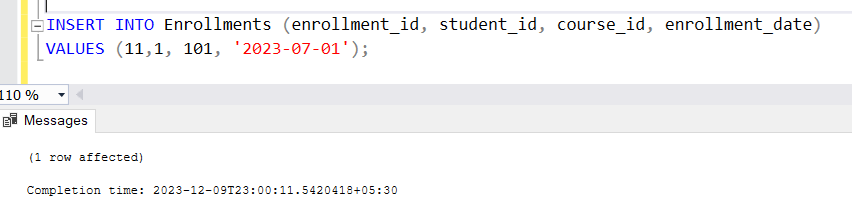 INSERT INTO Enrollments (enrollment_id, student_id, course_id, enrollment_date)
VALUES (11,1, 101, '2023-07-01');
110 %
Messages
(1 row affected)
Completion time: 2023-12-09T23:00:11.5420418+05:30